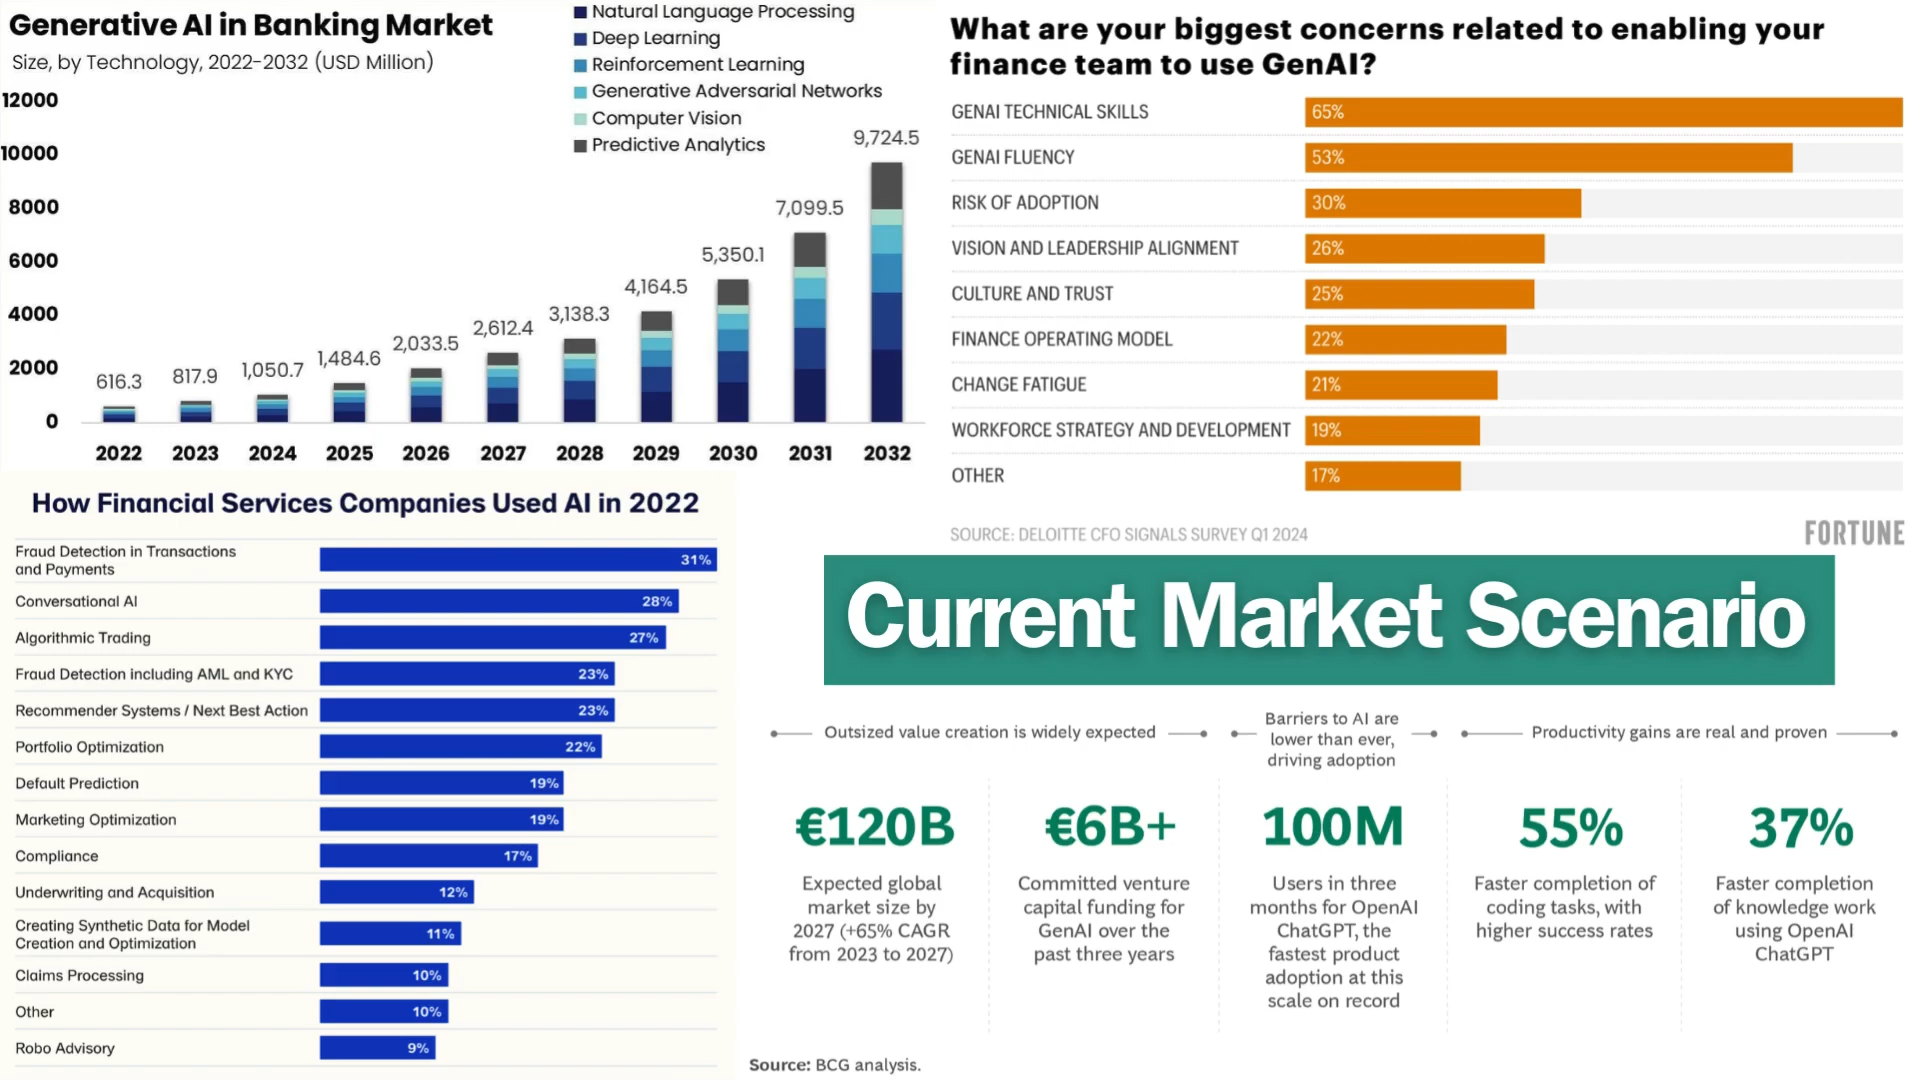 Generative AI in Banking Market
Size, by Technology, 2022-2032 (USD Million)
Natural Language Processing
Deep Learning
Reinforcement Learning
Generative Adversarial Networks
Computer Vision
Predictive Analytics
12000
10000
8000
6000
4000
2000
0
616.3
817.9
1,050.7
1,484.6
2,033.5
2,612.4
3,138.3
4,164.5
5,350.1
7,099.5
9,724.5
2022 2023 2024 2025 2026 2027 2028 2029 2030 2031 2032
What are your biggest concerns related to enabling your
finance team to use GenAI?
GENAI TECHNICAL SKILLS 65%
GENAI FLUENCY 53%
RISK OF ADOPTION 30%
VISION AND LEADERSHIP ALIGNMENT 26%
CULTURE AND TRUST 25%
FINANCE OPERATING MODEL 22%
CHANGE FATIGUE 21%
WORKFORCE STRATEGY AND DEVELOPMENT 19%
OTHER 17%
SOURCE: DELOITTE CFO SIGNALS SURVEY Q1 2024
FORTUNE
How Financial Services Companies Used AI in 2022
Fraud Detection in Transactions
and Payments
31%
Conversational AI 28%
Algorithmic Trading 27%
Fraud Detection including AML and KYC 23%
Recommender Systems / Next Best Action 23%
Portfolio Optimization 22%
Default Prediction 19%
Marketing Optimization 19%
Compliance 17%
Underwriting and Acquisition 12%
Creating Synthetic Data for Model
Creation and Optimization
11%
Claims Processing 10%
Other 10%
Robo Advisory 9%
Current Market Scenario
Outsized value creation is widely expected
Barriers to AI are
lower than ever,
driving adoption
Productivity gains are real and proven
€120B
Expected global
market size by
2027 (+65% CAGR
from 2023 to 2027)
€6B+
Committed venture
capital funding for
GenAI over the
past three years
100M
Users in three
months for OpenAI
ChatGPT, the
fastest product
adoption at this
scale on record
55%
Faster completion of
coding tasks, with
higher success rates
37%
Faster completion
of knowledge work
using OpenAI
ChatGPT
Source: BCG analysis.